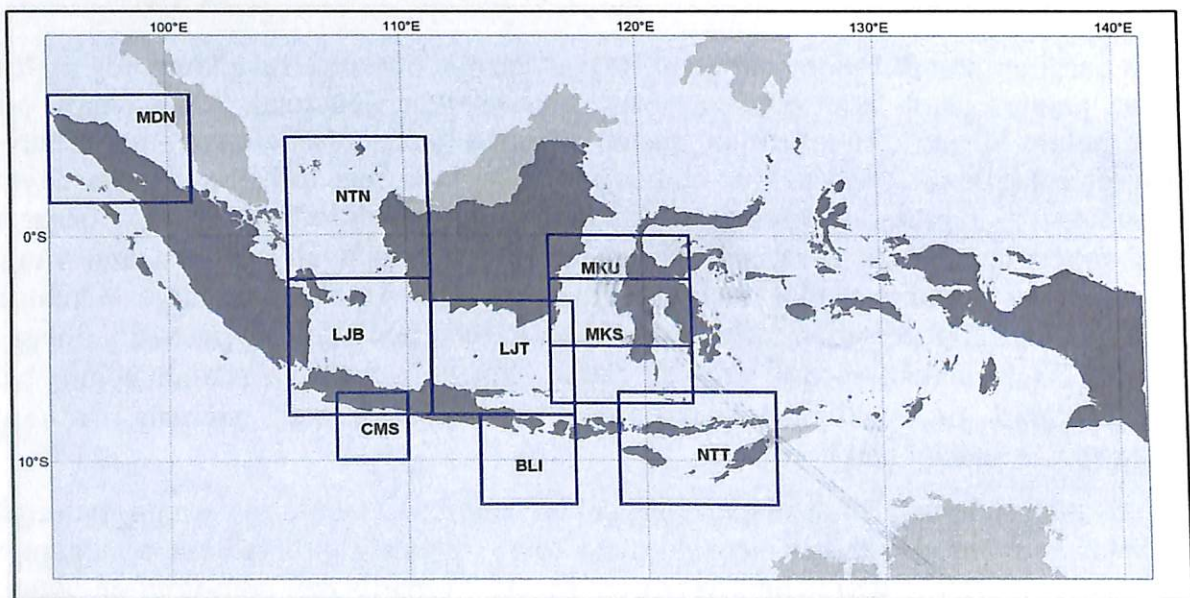 100°E 110°E 120°E 130°E 140°E
MDN
NTN
0°S
MKU
LJB
LJT
MKS
CMS
BLI
NTT
10°S